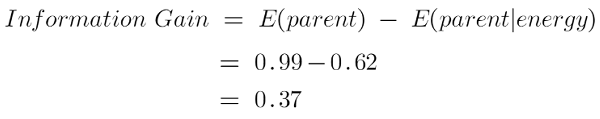 Information Gain = E(parent) − E(parent|energy)
= 0.99 − 0.62
= 0.37